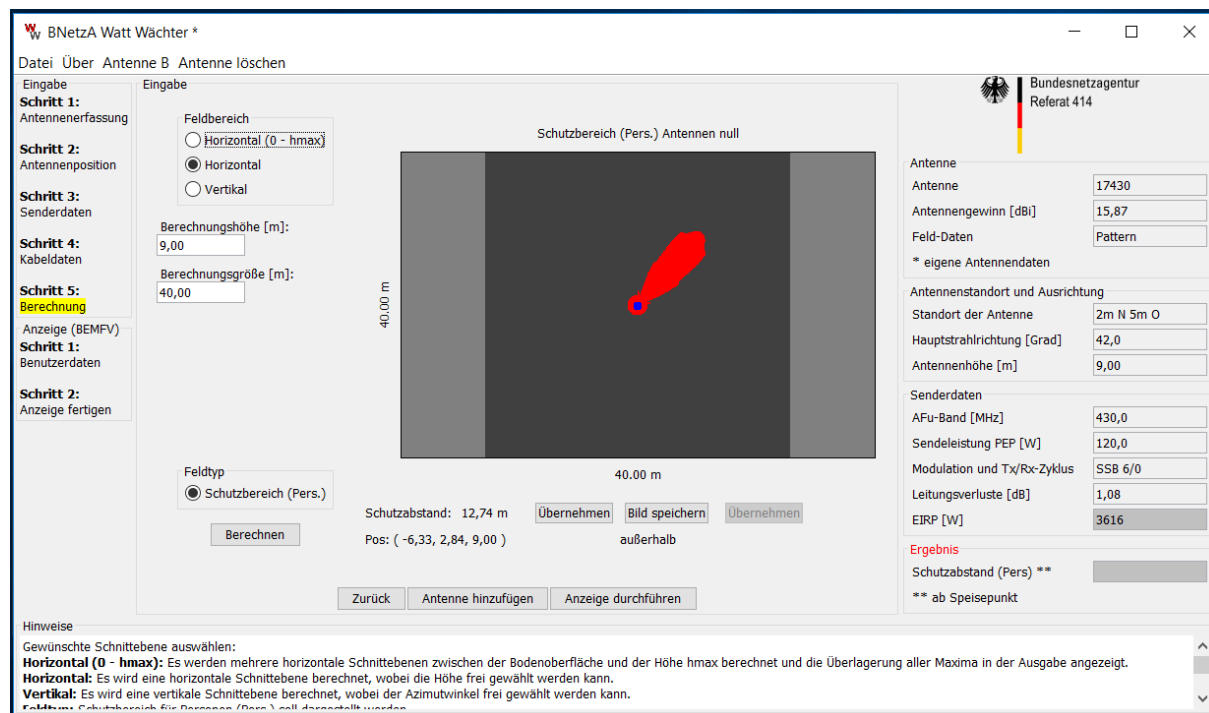 BNetzA Watt Wächter *
Datei Über Antenne B Antenne löschen
Eingabe
Schritt 1:
Antennenerfassung
Schritt 2:
Antennenposition
Schritt 3:
Senderdaten
Schritt 4:
Kabeldaten
Schritt 5:
Berechnung
Anzeige (BEMFV)
Schritt 1:
Benutzerdaten
Schritt 2:
Anzeige fertigen
Eingabe
Feldbereich
Horizontal (0 - hmax)
Horizontal
Vertikal
Berechnungshöhe [m]:
9,00
Berechnungsgröße [m]:
40,00
Feldtyp
Schutzbereich (Pers.)
Berechnen
Schutzbereich (Pers.) Antennen null
40.00 m
40.00 m
Schutzabstand: 12,74 m Übernehmen Bild speichern Übernehmen
Pos: ( -6,33, 2,84, 9,00 ) außerhalb
Zurück Antenne hinzufügen Anzeige durchführen
Bundesnetzagentur
Referat 414
Antenne
Antenne 17430
Antennengewinn [dBi] 15,87
Feld-Daten Pattern
* eigene Antennendaten
Antennenstandort und Ausrichtung
Standort der Antenne 2m N 5m O
Hauptstrahlrichtung [Grad] 42,0
Antennenhöhe [m] 9,00
Senderdaten
AFu-Band [MHz] 430,0
Sendeleistung PEP [W] 120,0
Modulation und Tx/Rx-Zyklus SSB 6/0
Leitungsverluste [dB] 1,08
EIRP [W] 3616
Ergebnis
Schutzabstand (Pers) **
** ab Speisepunkt
Hinweise
Gewünschte Schnittebene auswählen:
Horizontal (0 - hmax): Es werden mehrere horizontale Schnittebenen zwischen der Bodenoberfläche und der Höhe hmax berechnet und die Überlagerung aller Maxima in der Ausgabe angezeigt.
Horizontal: Es wird eine horizontale Schnittebene berechnet, wobei die Höhe frei gewählt werden kann.
Vertikal: Es wird eine vertikale Schnittebene berechnet, wobei der Azimutwinkel frei gewählt werden kann.
Feldtyp: Schutzbereich für Personen (Pers.) soll dargestellt werden